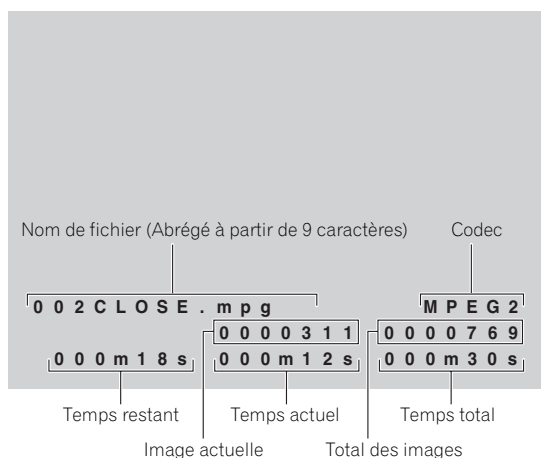 Nom de fichier (Abrégé à partir de 9 caractères) Codec
002CLOSE.mpg MPEG2
0000311 0000769
000m18s 000m12s 000m30s
Temps restant Temps actuel Temps total
Image actuelle Total des images